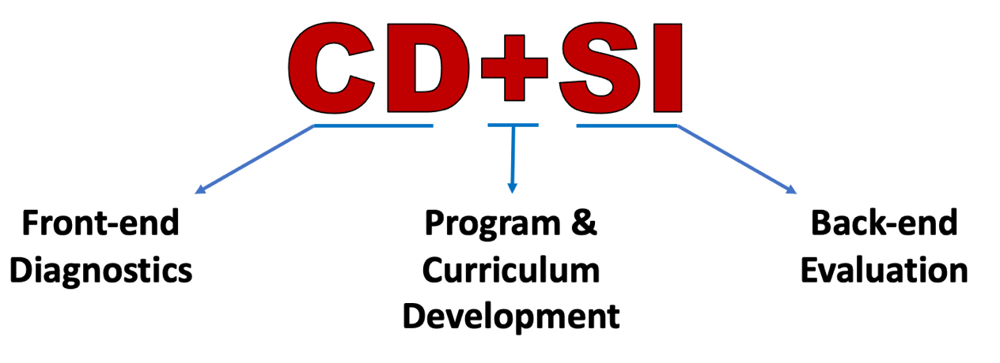 CD+SI
Front-end
Diagnostics
Program &
Curriculum
Development
Back-end
Evaluation